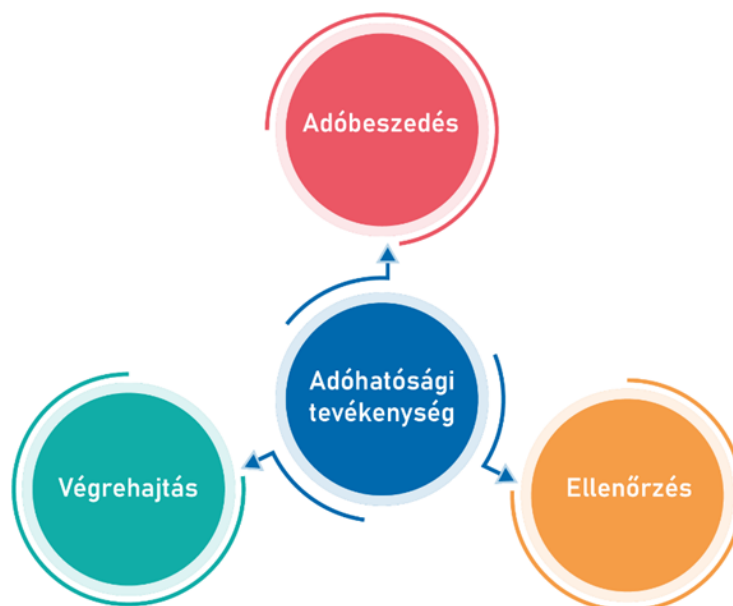 Adóbeszedés
Adóhatósági
tevékenység
Végrehajtás
Ellenőrzés